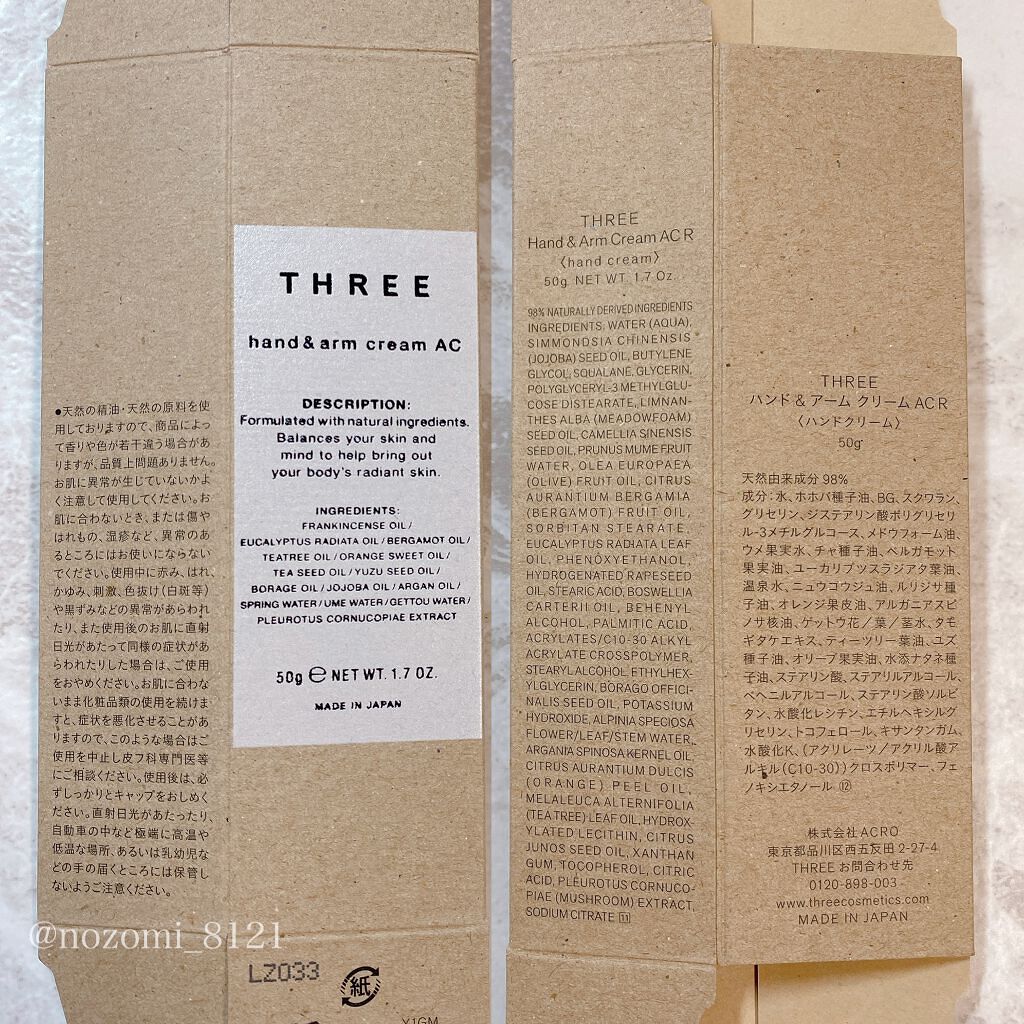 ●天然の精油・天然の原料を使
用しておりますので、商品によっ
て香りや色が若干違う場合があ
りますが、品質上問題ありません。
お肌に異常が生じていないかよ
く注意して使用してください。お
肌に合わないとき、または傷や
はれもの、湿疹など、異常のあ
るところにはお使いにならない
でください。使用中に赤み、はれ、
かゆみ、刺激、色抜け(白斑等)
や黒ずみなどの異常があらわれ
たり、また使用後のお肌に直射
日光があたって同様の症状があ
らわれたりした場合は、ご使用
をおやめください。お肌に合わな
いまま化粧品類の使用を続けま
すと、症状を悪化させることがあ
りますので、このような場合はご
使用を中止し皮フ科専門医等
にご相談ください。使用後は、必
ずしっかりとキャップをおしめく
ださい。直射日光があたったり、
自動車の中など極端に高温や
低温な場所、あるいは乳幼児な
どの手の届くところには保管し
ないようご注意ください。
THREE
hand & arm cream AC
DESCRIPTION:
Formulated with natural ingredients.
Balances your skin and
mind to help bring out
your body's radiant skin.
INGREDIENTS:
FRANKINCENSE OIL /
EUCALYPTUS RADIATA OIL / BERGAMOT OIL /
TEATREE OIL / ORANGE SWEET OIL /
TEA SEED OIL / YUZU SEED OIL /
BORAGE OIL / JOJOBA OIL / ARGAN OIL /
SPRING WATER / UME WATER / GETTOU WATER /
PLEUROTUS CORNUCOPIAE EXTRACT
50g ℮ NET WT. 1.7 OZ.
MADE IN JAPAN
LZ033
紙
Y1GM
@nozomi_8121
THREE
Hand & Arm Cream AC R
〈hand cream〉
50g NET WT. 1.7 Oz.
98% NATURALLY DERIVED INGREDIENTS
INGREDIENTS: WATER (AQUA),
SIMMONDSIA CHINENSIS
(JOJOBA) SEED OIL, BUTYLENE
GLYCOL, SQUALANE, GLYCERIN,
POLYGLYCERYL-3 METHYLGLU-
COSE DISTEARATE, LIMNAN-
THES ALBA (MEADOWFOAM)
SEED OIL, CAMELLIA SINENSIS
SEED OIL, PRUNUS MUME FRUIT
WATER, OLEA EUROPAEA
(OLIVE) FRUIT OIL, CITRUS
AURANTIUM BERGAMIA
(BERGAMOT) FRUIT OIL,
SORBITAN STEARATE,
EUCALYPTUS RADIATA LEAF
OIL, PHENOXYETHANOL,
HYDROGENATED RAPESEED
OIL, STEARIC ACID, BOSWELLIA
CARTERII OIL, BEHENYL
ALCOHOL, PALMITIC ACID,
ACRYLATES/C10-30 ALKYL
ACRYLATE CROSSPOLYMER,
STEARYL ALCOHOL, ETHYLHEX-
YLGLYCERIN, BORAGO OFFICI-
NALIS SEED OIL, POTASSIUM
HYDROXIDE, ALPINIA SPECIOSA
FLOWER/LEAF/STEM WATER,
ARGANIA SPINOSA KERNEL OIL,
CITRUS AURANTIUM DULCIS
(ORANGE) PEEL OIL,
MELALEUCA ALTERNIFOLIA
(TEA TREE) LEAF OIL, HYDROX-
YLATED LECITHIN, CITRUS
JUNOS SEED OIL, XANTHAN
GUM, TOCOPHEROL, CITRIC
ACID, PLEUROTUS CORNUCO-
PIAE (MUSHROOM) EXTRACT,
SODIUM CITRATE 11
THREE
ハンド & アーム クリーム AC R
〈ハンドクリーム〉
50g
天然由来成分 98%
成分:水、ホホバ種子油、BG、スクワラン、
グリセリン、ジステアリン酸ポリグリセリ
ル-3メチルグルコース、メドウフォーム油、
ウメ果実水、チャ種子油、ベルガモット
果実油、ユーカリプツスラジアタ葉油、
温泉水、ニュウコウジュ油、ルリジサ種
子油、オレンジ果皮油、アルガニアスピ
ノサ核油、ゲットウ花/葉/茎水、タモ
ギタケエキス、ティーツリー葉油、ユズ
種子油、オリーブ果実油、水添ナタネ種
子油、ステアリン酸、ステアリルアルコール、
ベヘニルアルコール、ステアリン酸ソルビ
タン、水酸化レシチン、エチルヘキシルグ
リセリン、トコフェロール、キサンタンガム、
水酸化K、(アクリレーツ/アクリル酸ア
ルキル(C10-30))クロスポリマー、フェ
ノキシエタノール ⑫
株式会社 ACRO
東京都品川区西五反田 2-27-4
THREE お問合わせ先
0120-898-003
www.threecosmetics.com
MADE IN JAPAN